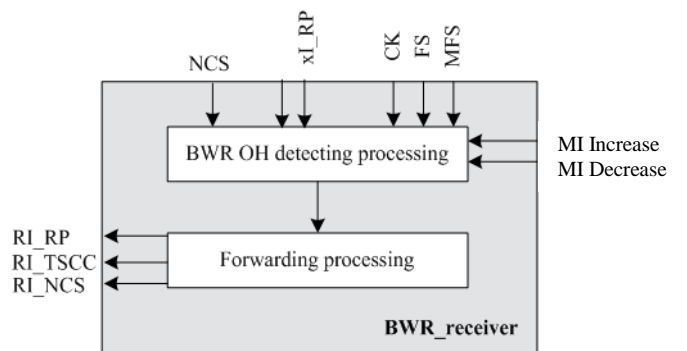 NCS
xI_RP
CK
FS
MFS
BWR OH detecting processing
MI Increase
MI Decrease
RI_RP
RI_TSCC
RI_NCS
Forwarding processing
BWR_receiver